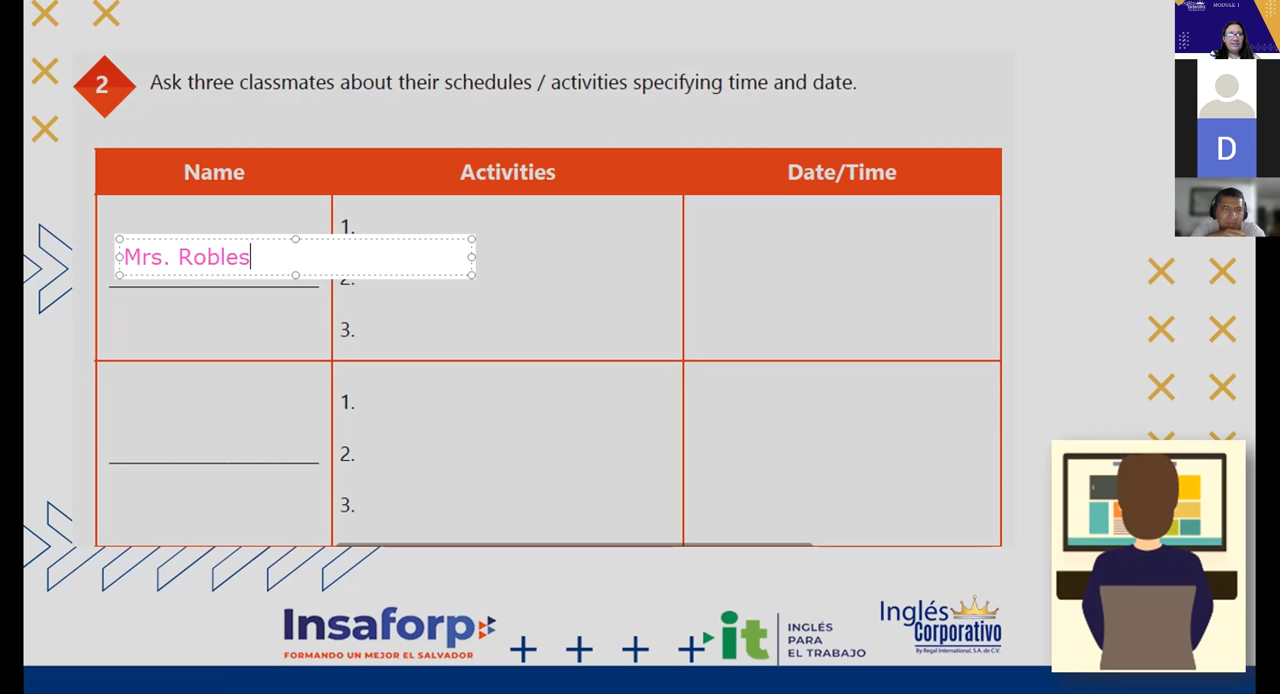 2 Ask three classmates about their schedules / activities specifying time and date.
Name Activities Date/Time
1.
Mrs. Robles
2.
3.
1.
2.
3.
Insaforp
FORMANDO UN MEJOR EL SALVADOR
it INGLÉS
PARA
EL TRABAJO
Inglés
Corporativo
By Regal International, S.A. de C.V.
MODULE 1
D